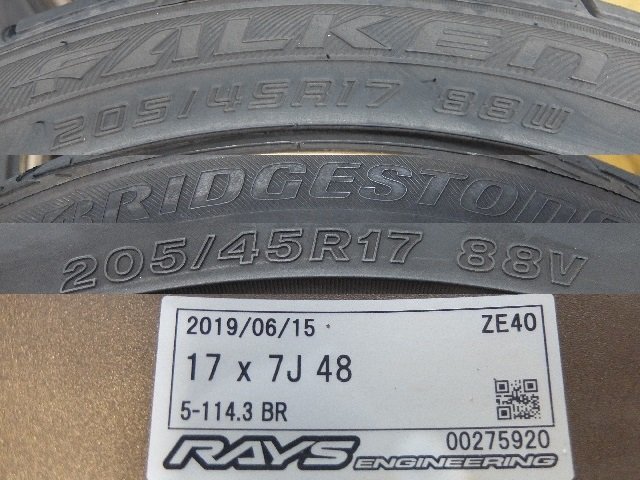 FALKEN
205/45R17 88W
BRIDGESTONE
205/45R17 88V
2019/06/15 ZE40
17 x 7J 48
5-114.3 BR
00275920
RAYS ENGINEERING